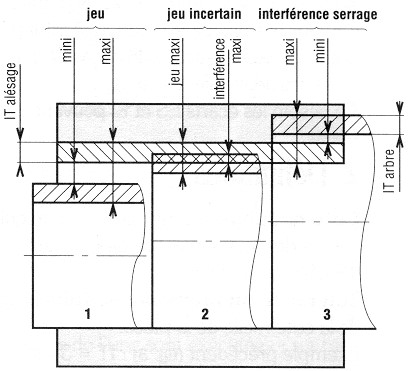 jeu
jeu incertain
interférence serrage
mini
maxi
jeu maxi
interférence
maxi
maxi
mini
IT alésage
IT arbre
1
2
3